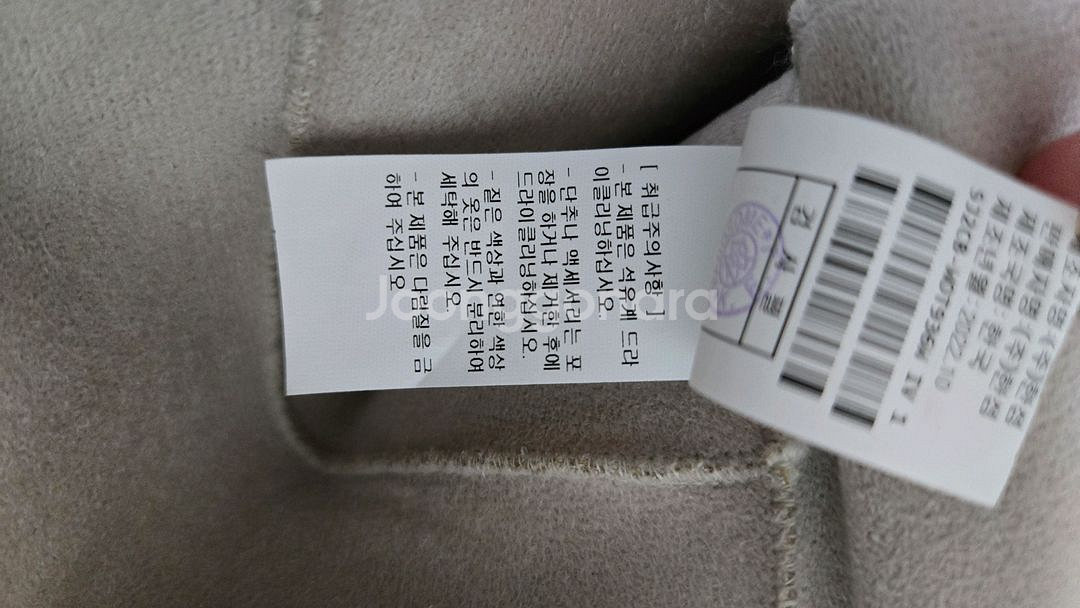 [ 취급주의사항 ]
- 본 제품은 석유계 드라
이클리닝하십시오
- 단추나 액세서리는 포
장을 하거나 제거한 후에
드라이클리닝하십시오.
- 짙은 색상과 연한 색상
의 옷은 반드시 분리하여
세탁해 주십시오
- 본 제품은 다림질을 금
하여 주십시오
판매자명:(주)한섬
제조국명:한국
제조년월:2022.10
검 사
Joonggonara